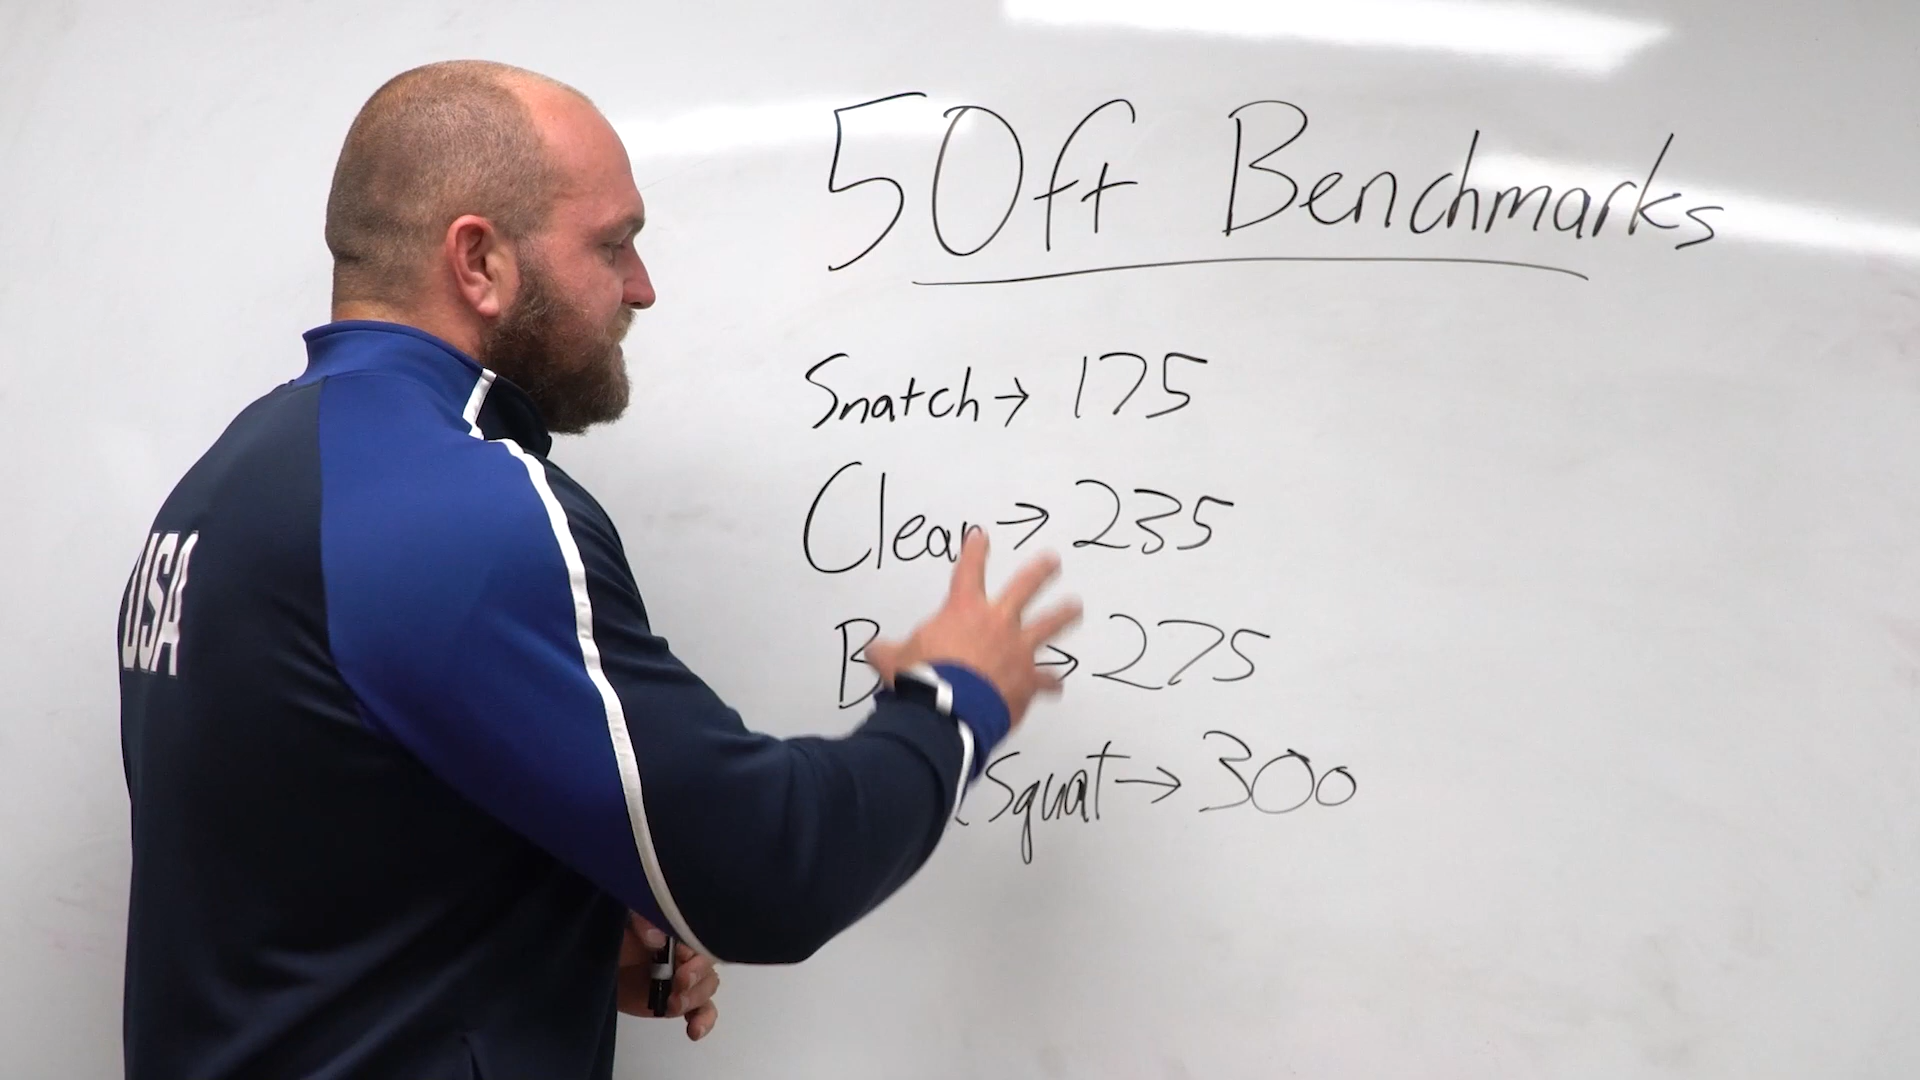 USA
50ft Benchmarks
Snatch → 175
Clean → 235
→ 275
Squat → 300